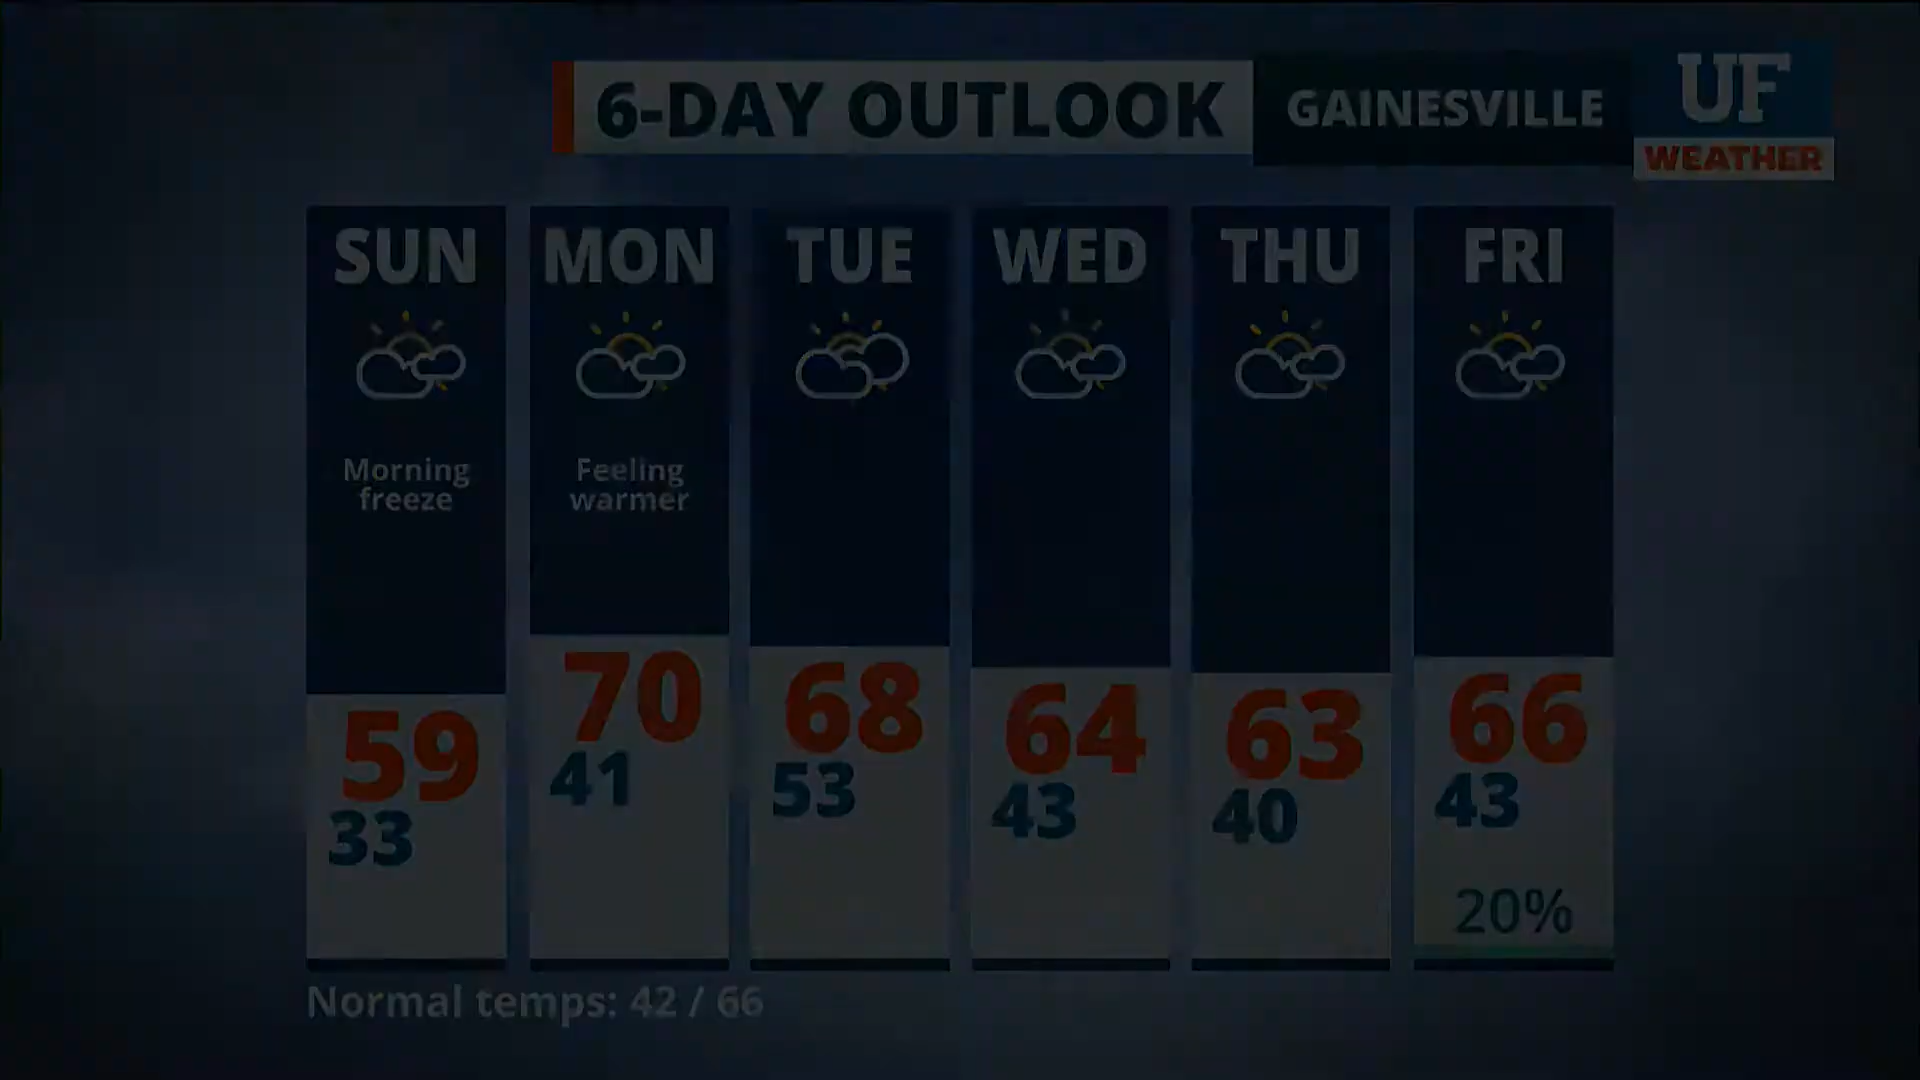 6-DAY OUTLOOK
GAINESVILLE
UF
WEATHER
SUN
MON
TUE
WED
THU
FRI
Morning
freeze
Feeling
warmer
59
33
70
41
68
53
64
43
63
40
66
43
20%
Normal temps: 42 / 66